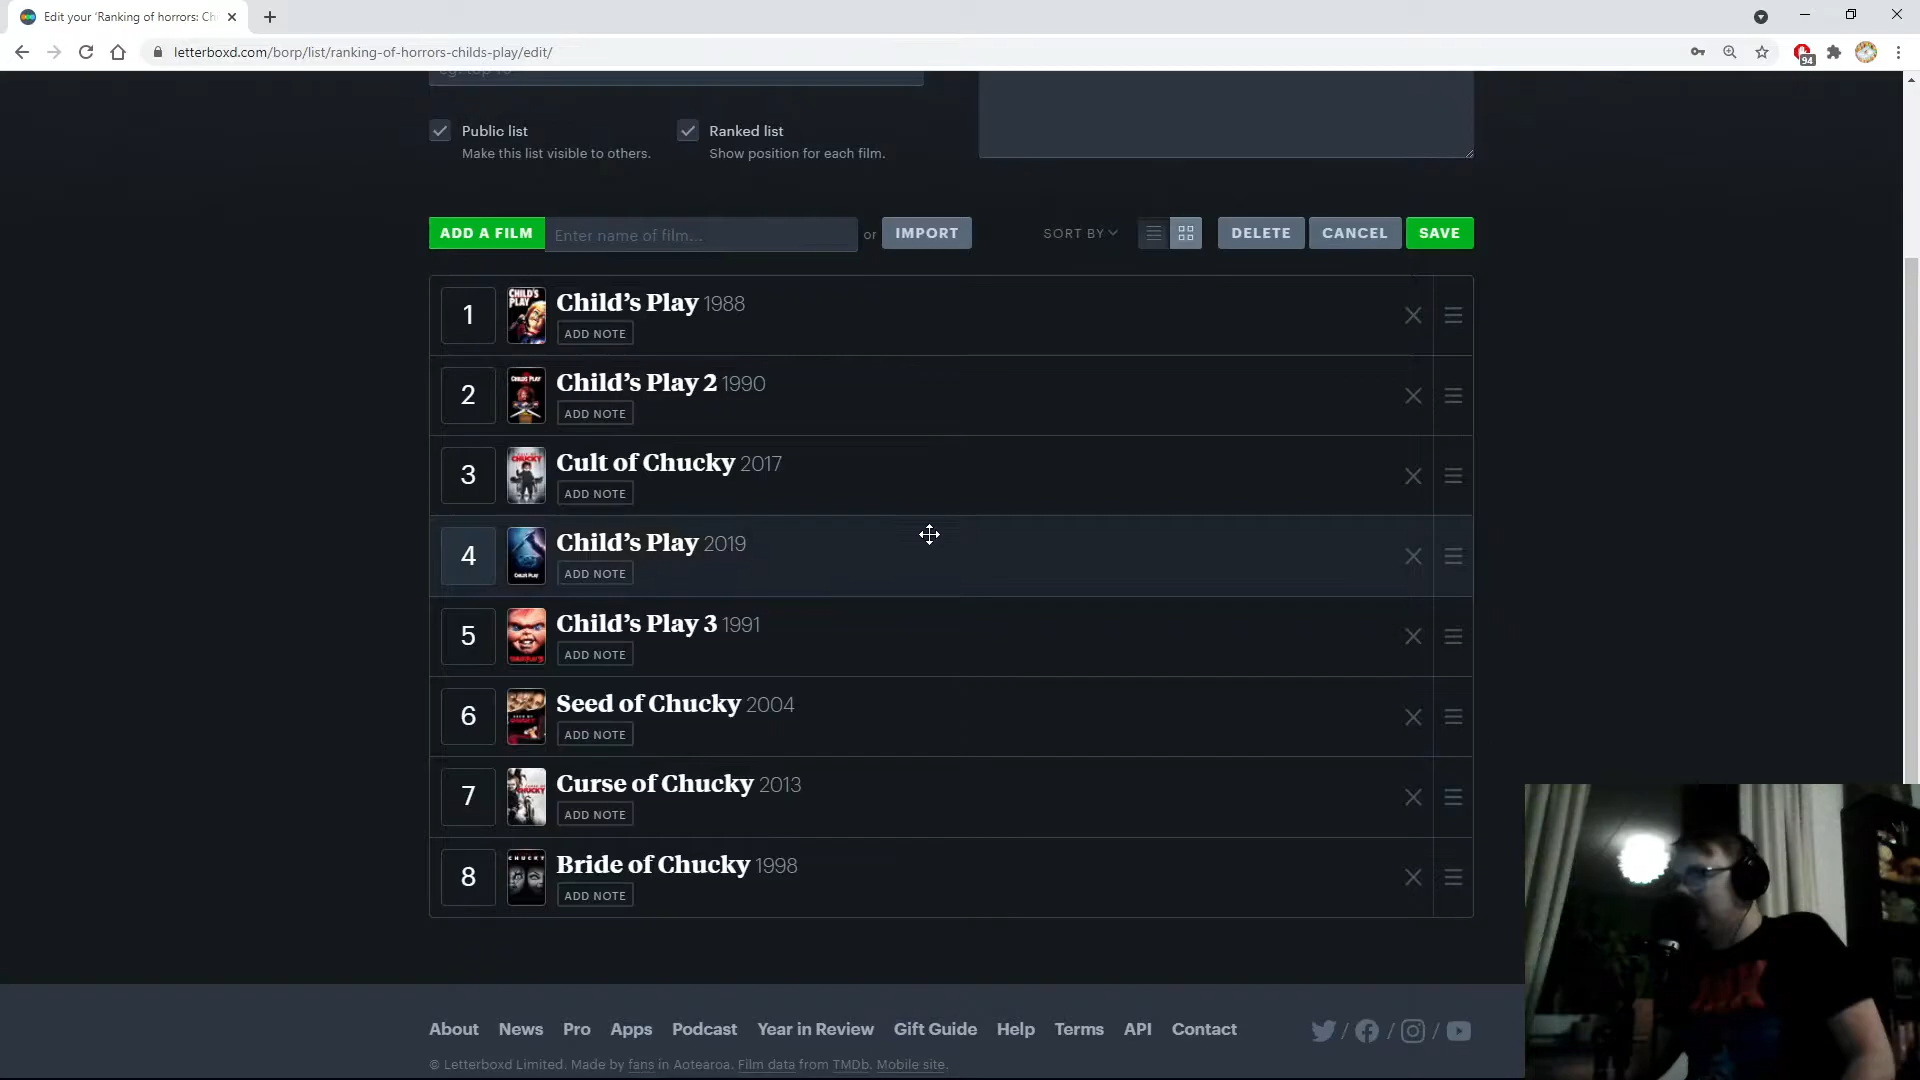 Edit your 'Ranking of horrors: Ch
letterboxd.com/borp/list/ranking-of-horrors-childs-play/edit/
94
Public list
Make this list visible to others.
Ranked list
Show position for each film.
ADD A FILM
Enter name of film...
or
IMPORT
SORT BY
DELETE
CANCEL
SAVE
1
Child's Play 1988
ADD NOTE
2
Child's Play 2 1990
ADD NOTE
3
Cult of Chucky 2017
ADD NOTE
4
Child's Play 2019
ADD NOTE
5
Child's Play 3 1991
ADD NOTE
6
Seed of Chucky 2004
ADD NOTE
7
Curse of Chucky 2013
ADD NOTE
8
Bride of Chucky 1998
ADD NOTE
About News Pro Apps Podcast Year in Review Gift Guide Help Terms API Contact
/ / /
© Letterboxd Limited. Made by fans in Aotearoa. Film data from TMDb. Mobile site.